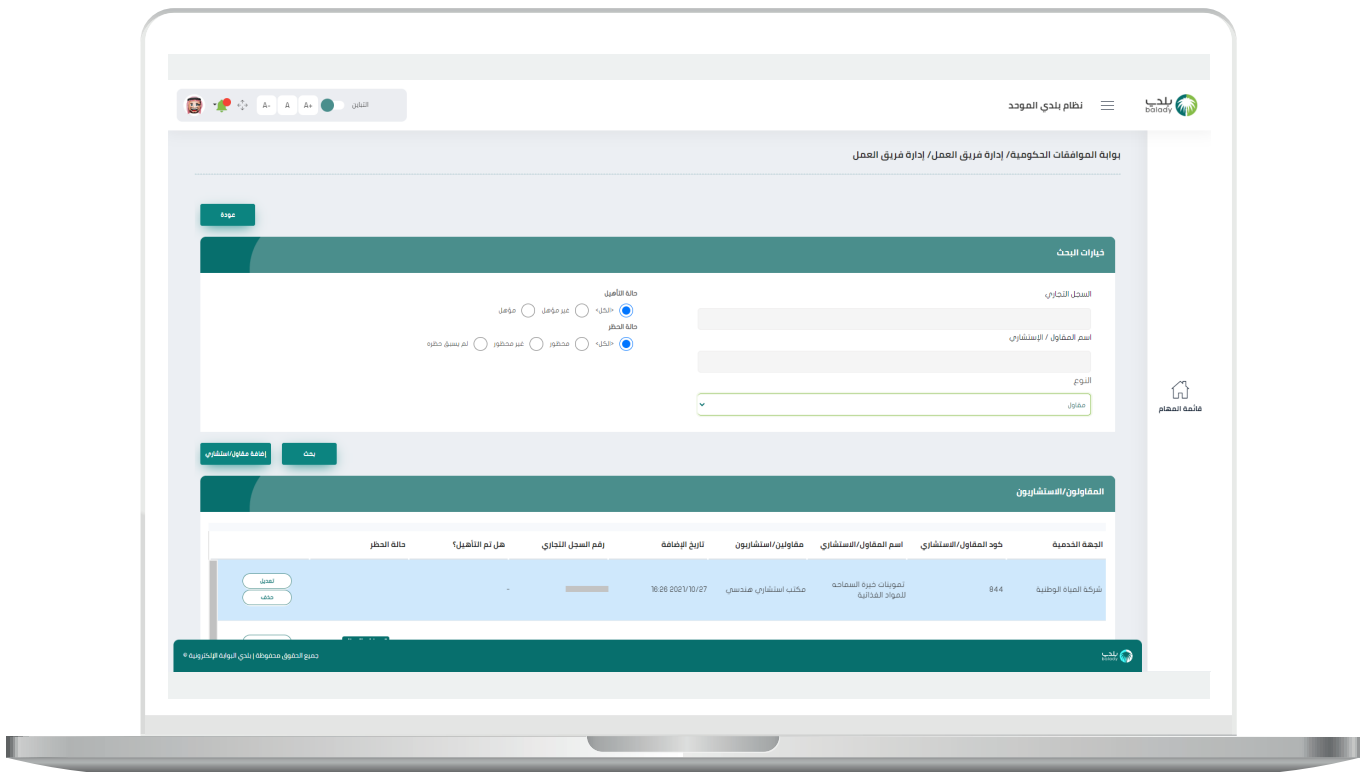 بلدي
balady
نظام بلدي الموحد
التباين
A+ A A-
بوابة الموافقات الحكومية/ إدارة فريق العمل/ إدارة فريق العمل
عودة
خيارات البحث
السجل التجاري
اسم المقاول / الإستشاري
النوع
مقاول
حالة التأهيل
<الكل> غير مؤهل مؤهل
حالة الحظر
<الكل> محظور غير محظور لم يسبق حظره
قائمة المهام
بحث
إضافة مقاول/استشاري
المقاولون/الاستشاريون
الجهة الخدمية كود المقاول/الاستشاري اسم المقاول/الاستشاري مقاولين/استشاريون تاريخ الإضافة رقم السجل التجاري هل تم التأهيل؟ حالة الحظر
شركة المياة الوطنية 844 تموينات خيرة السماحه للمواد الغذائية مكتب استشاري هندسي 2021/10/27 16:26 -
تعديل
حذف
بلدي
balady
جميع الحقوق محفوظة | بلدي البوابة الإلكترونية ©